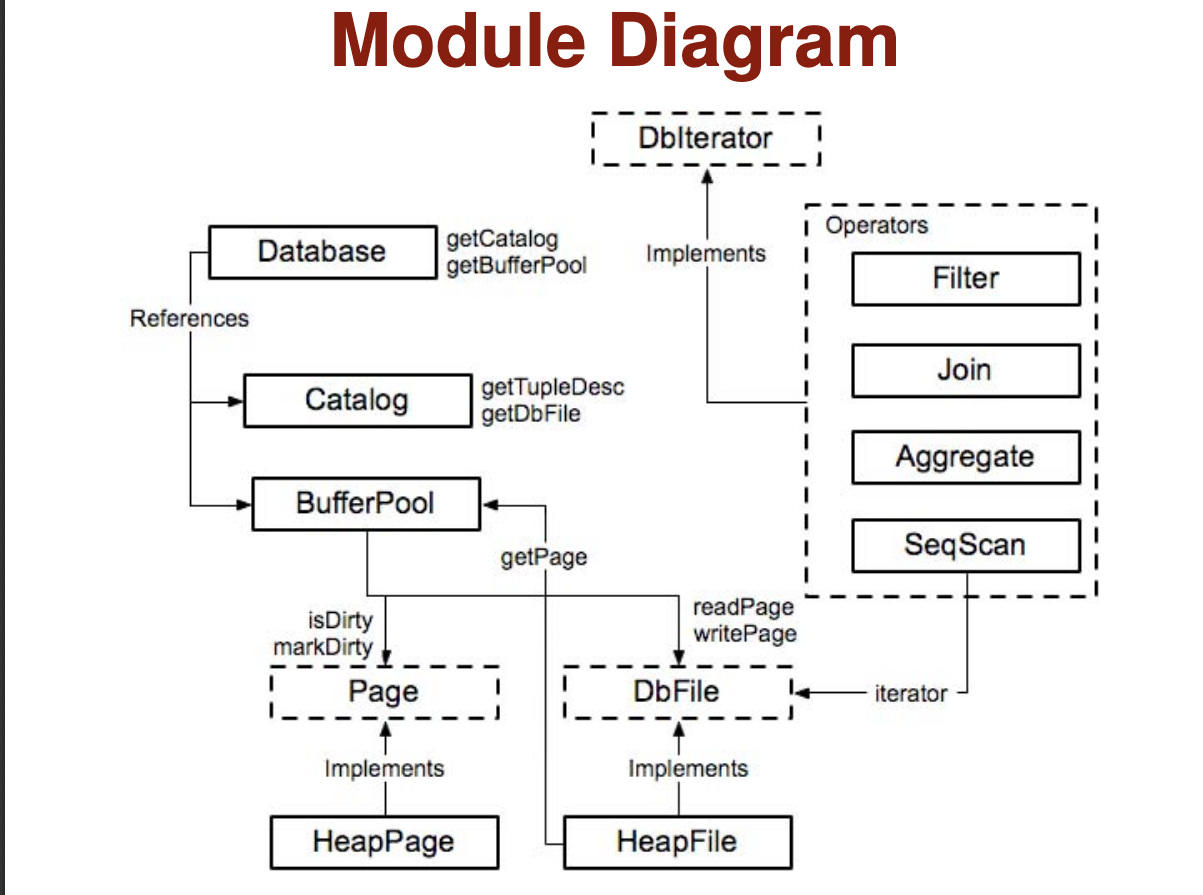 Module Diagram
DbIterator
Operators
Database
getCatalog
getBufferPool
Implements
Filter
References
Join
Catalog
getTupleDesc
getDbFile
Aggregate
BufferPool
SeqScan
getPage
isDirty
markDirty
readPage
writePage
Page
DbFile
iterator
Implements
Implements
HeapPage
HeapFile